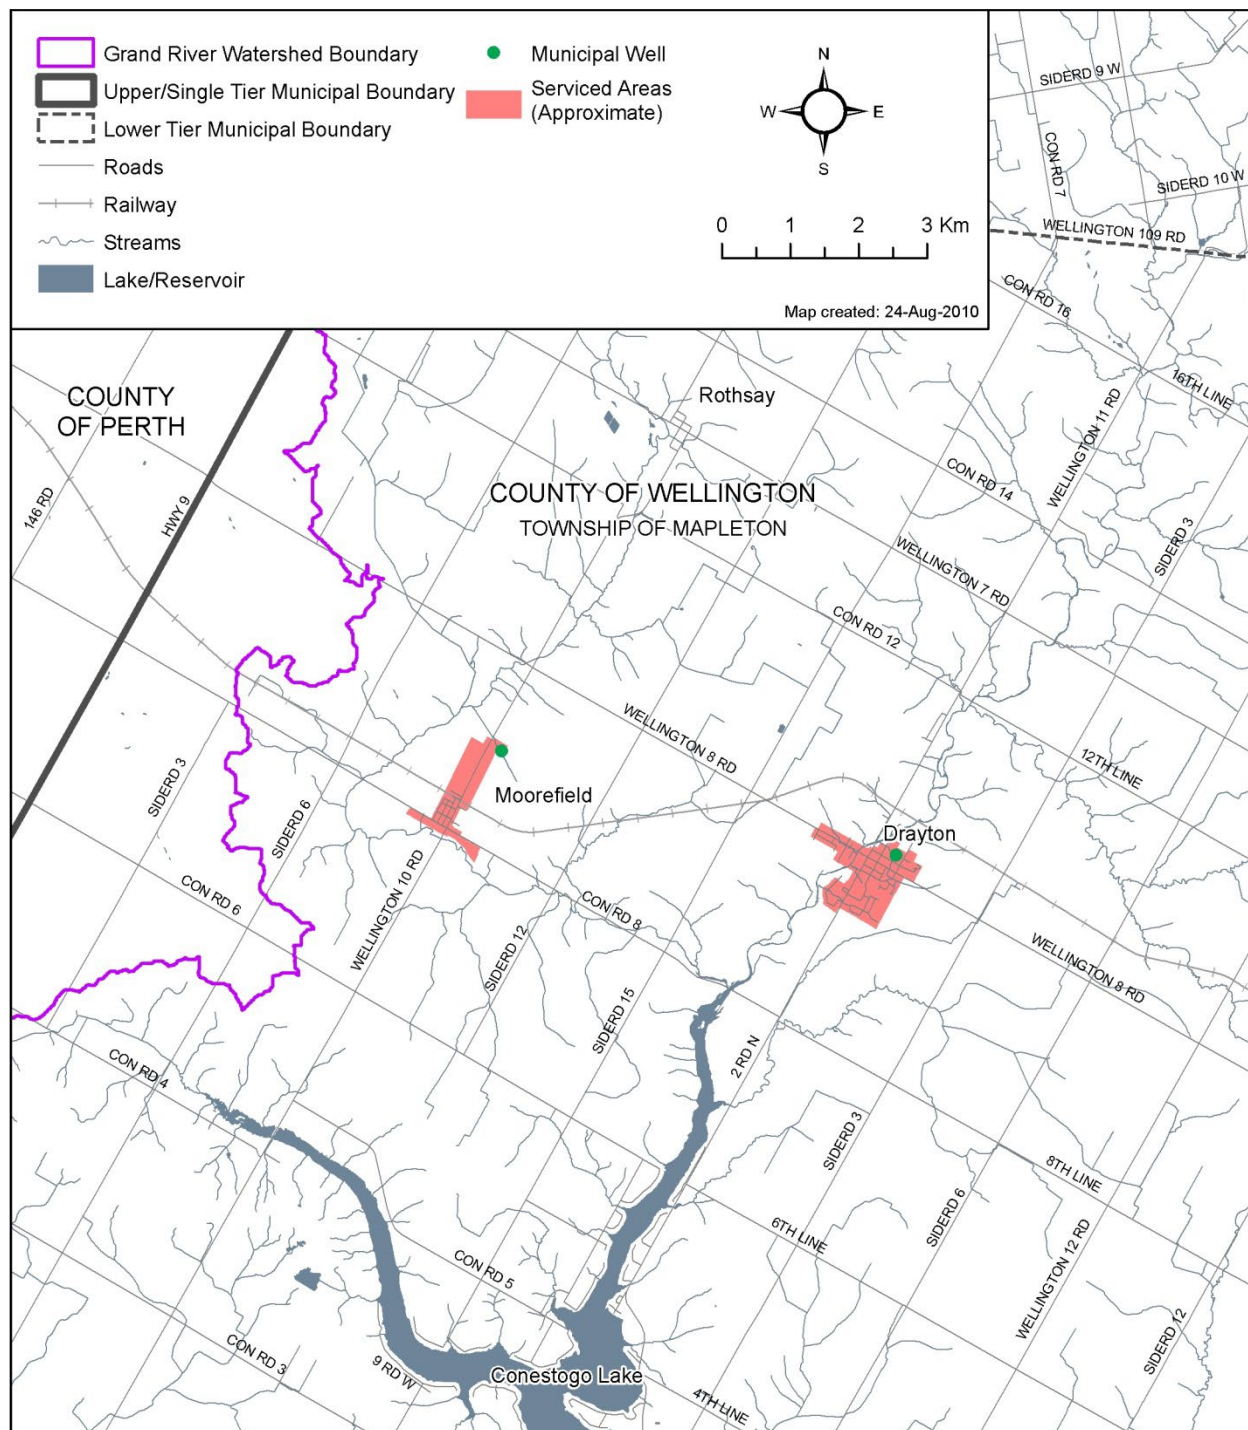 Grand River Watershed Boundary
Upper/Single Tier Municipal Boundary
Lower Tier Municipal Boundary
Roads
Railway
Streams
Lake/Reservoir
Municipal Well
Serviced Areas
(Approximate)
N
W
E
S
0 1 2 3 Km
Map created: 24-Aug-2010
SIDERD 9 W
CON RD 7
SIDERD 10 W
WELLINGTON 109 RD
CON RD 16
16TH LINE
WELLINGTON 11 RD
COUNTY
OF PERTH
Rothsay
CON RD 14
146 RD
HWY 9
COUNTY OF WELLINGTON
TOWNSHIP OF MAPLETON
SIDERD 3
WELLINGTON 7 RD
CON RD 12
WELLINGTON 8 RD
12TH LINE
SIDERD 3
SIDERD 6
Moorefield
Drayton
WELLINGTON 10 RD
CON RD 6
CON RD 8
SIDERD 12
WELLINGTON 8 RD
SIDERD 15
2 RD N
CON RD 4
SIDERD 3
8TH LINE
SIDERD 6
6TH LINE
CON RD 5
WELLINGTON 12 RD
SIDERD 12
CON RD 3
9 RD W
Conestogo Lake
4TH LINE